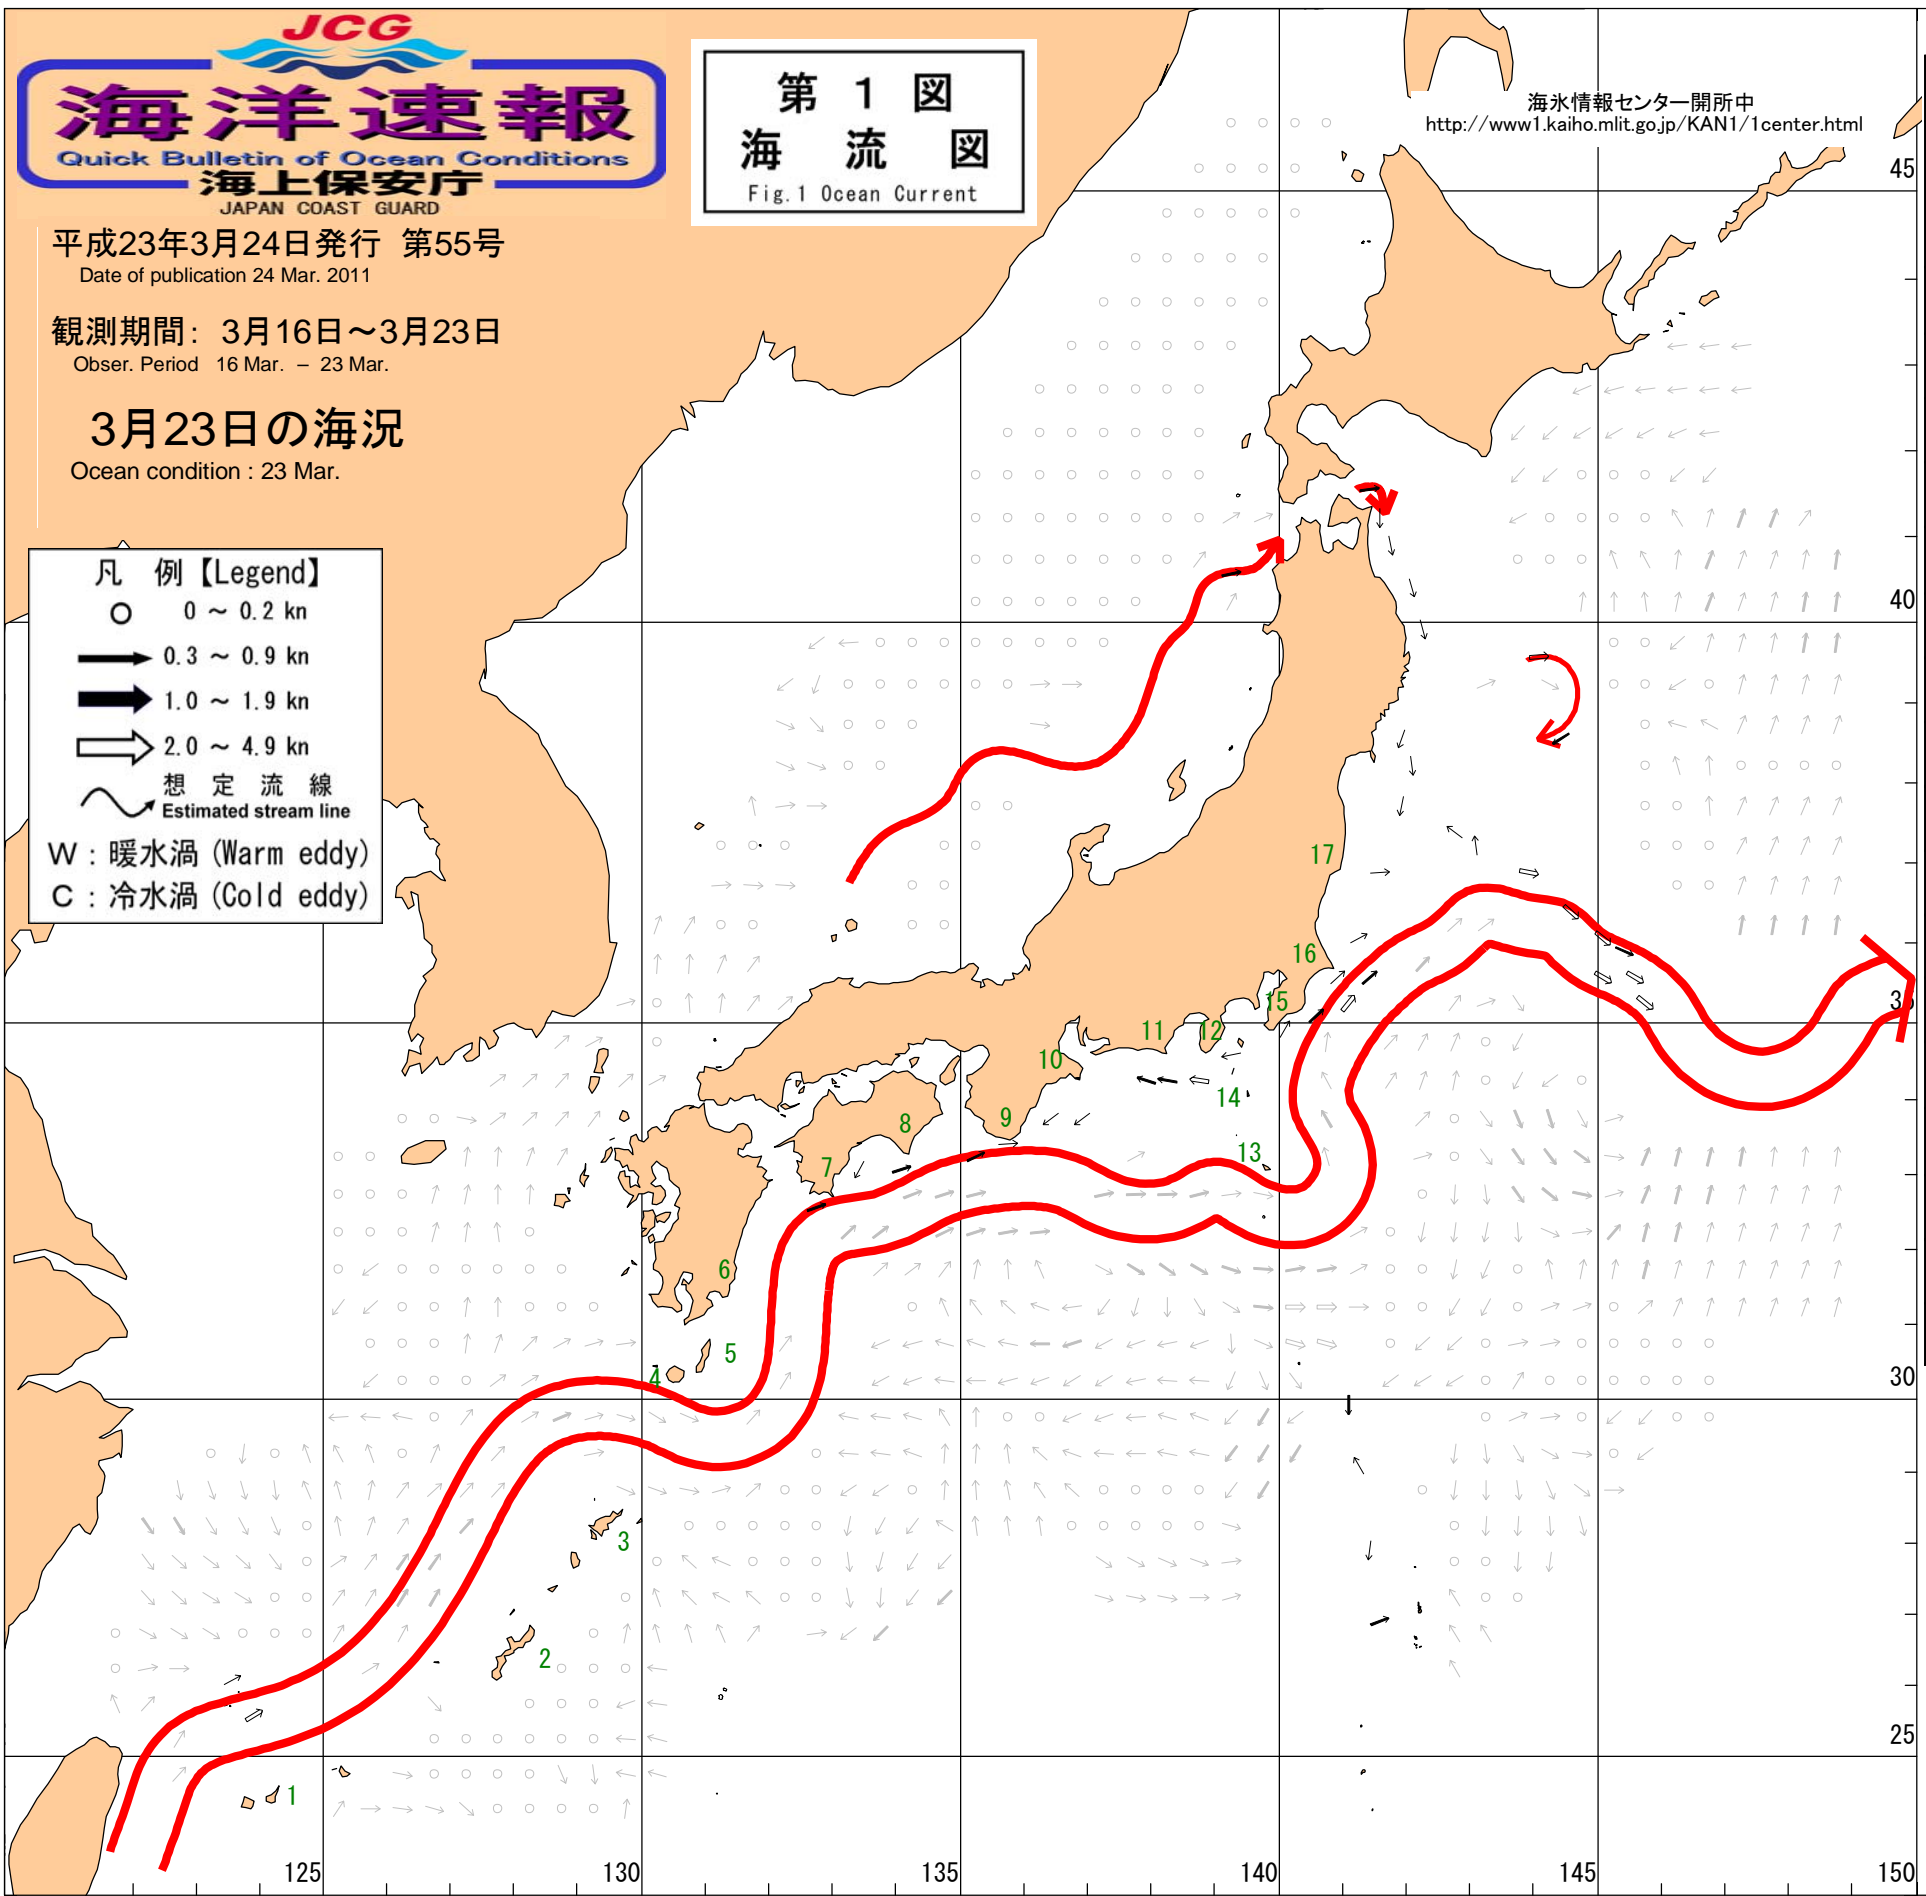 JCG
海洋速報
Quick Bulletin of Ocean Conditions
海上保安庁
JAPAN COAST GUARD
第 1 図
海 流 図
Fig.1 Ocean Current
海氷情報センター開所中
http://www1.kaiho.mlit.go.jp/KAN1/1center.html
平成23年3月24日発行 第55号
Date of publication 24 Mar. 2011
観測期間: 3月16日～3月23日
Obser. Period 16 Mar. – 23 Mar.
3月23日の海況
Ocean condition : 23 Mar.
凡 例【Legend】
0 ～ 0.2 kn
0.3 ～ 0.9 kn
1.0 ～ 1.9 kn
2.0 ～ 4.9 kn
想 定 流 線
Estimated stream line
W : 暖水渦 (Warm eddy)
C : 冷水渦 (Cold eddy)
45
40
35
30
25
17
16
15
11
12
10
14
9
8
13
7
6
5
4
3
2
1
125
130
135
140
145
150